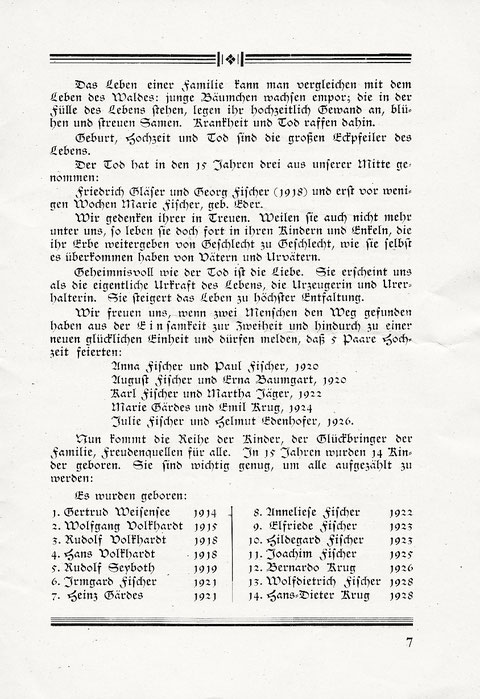 Das Leben einer Familie kann man vergleichen mit dem
Leben des Waldes: junge Bäumchen wachsen empor; die in der
Fülle des Lebens stehen, legen ihr hochzeitlich Gewand an, blü-
hen und streuen Samen. Krankheit und Tod raffen dahin.
Geburt, Hochzeit und Tod sind die großen Eckpfeiler des
Lebens.
Der Tod hat in den 15 Jahren drei aus unserer Mitte ge-
nommen:
Friedrich Gläser und Georg Fischer (1918) und erst vor weni-
gen Wochen Marie Fischer, geb. Eder.
Wir gedenken ihrer in Treuen. Weilen sie auch nicht mehr
unter uns, so leben sie doch fort in ihren Kindern und Enkeln, die
ihr Erbe weitergeben von Geschlecht zu Geschlecht, wie sie selbst
es überkommen haben von Vätern und Urvätern.
Geheimnisvoll wie der Tod ist die Liebe. Sie erscheint uns
als die eigentliche Urkraft des Lebens, die Urzeugerin und Urer-
halterin. Sie steigert das Leben zu höchster Entfaltung.
Wir freuen uns, wenn zwei Menschen den Weg gefunden
haben aus der Einsamkeit zur Zweiheit und hindurch zu einer
neuen glücklichen Einheit und dürfen melden, daß 5 Paare Hoch-
zeit feierten:
Anna Fischer und Paul Fischer, 1920
August Fischer und Erna Baumgart, 1920
Karl Fischer und Martha Jäger, 1922
Marie Gärdes und Emil Krug, 1924
Julie Fischer und Helmut Edenhofer, 1926.
Nun kommt die Reihe der Kinder, der Glückbringer der
Familie, Freudenquellen für alle. In 15 Jahren wurden 14 Kin-
der geboren. Sie sind wichtig genug, um alle aufgezählt zu
werden:
Es wurden geboren:
1. Gertrud Weisensee 1914
2. Wolfgang Volkhardt 1915
3. Rudolf Volkhardt 1918
4. Hans Volkhardt 1918
5. Rudolf Seyboth 1919
6. Irmgard Fischer 1921
7. Heinz Gärdes 1921
8. Anneliese Fischer 1922
9. Elfriede Fischer 1923
10. Hildegard Fischer 1923
11. Joachim Fischer 1925
12. Bernardo Krug 1926
13. Wolfdietrich Fischer 1928
14. Hans-Dieter Krug 1928
7